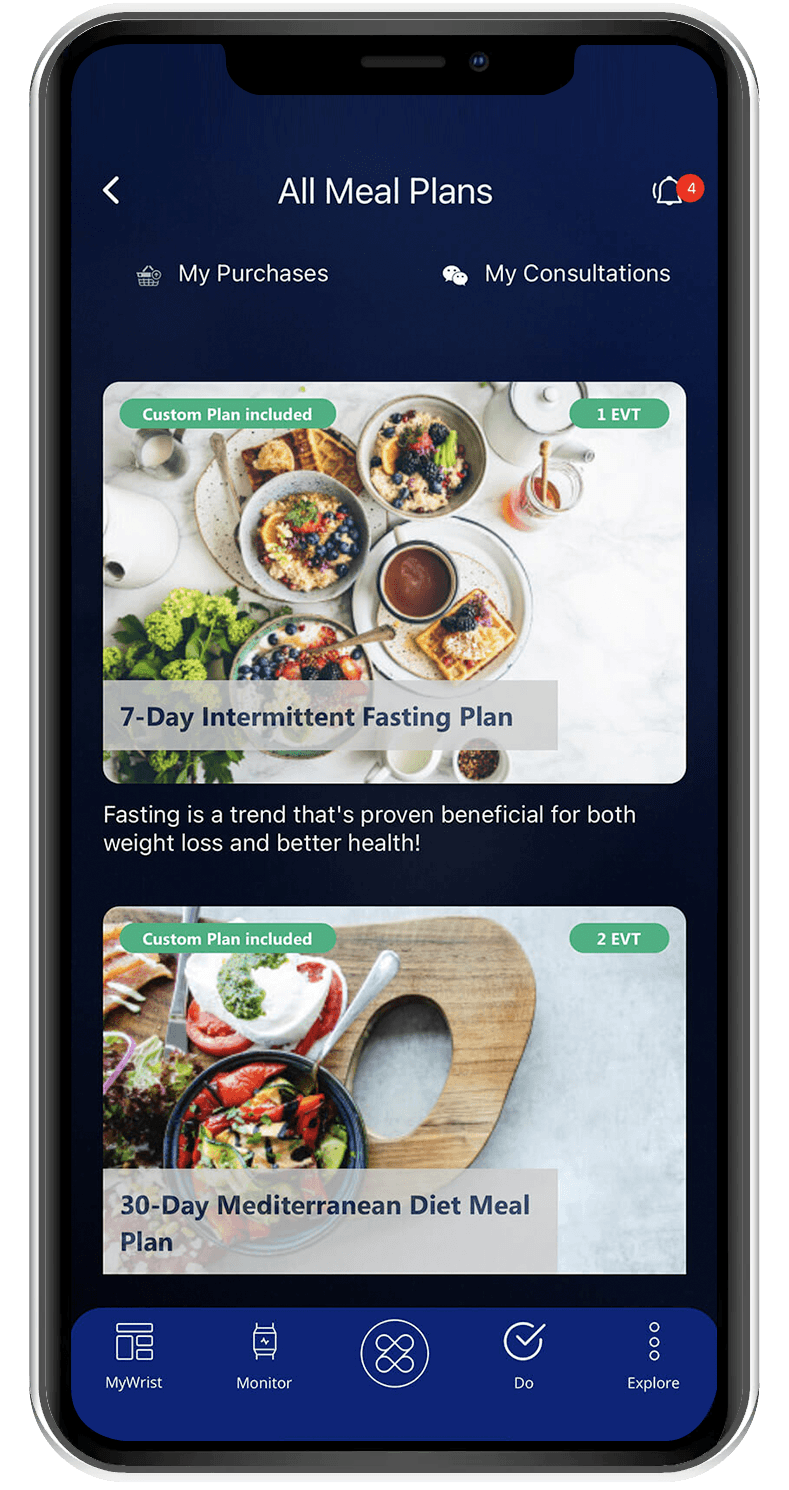 All Meal Plans
4
My Purchases
My Consultations
Custom Plan included
1 EVT
7-Day Intermittent Fasting Plan
Fasting is a trend that's proven beneficial for both
weight loss and better health!
Custom Plan included
2 EVT
30-Day Mediterranean Diet Meal
Plan
MyWrist
Monitor
Do
Explore